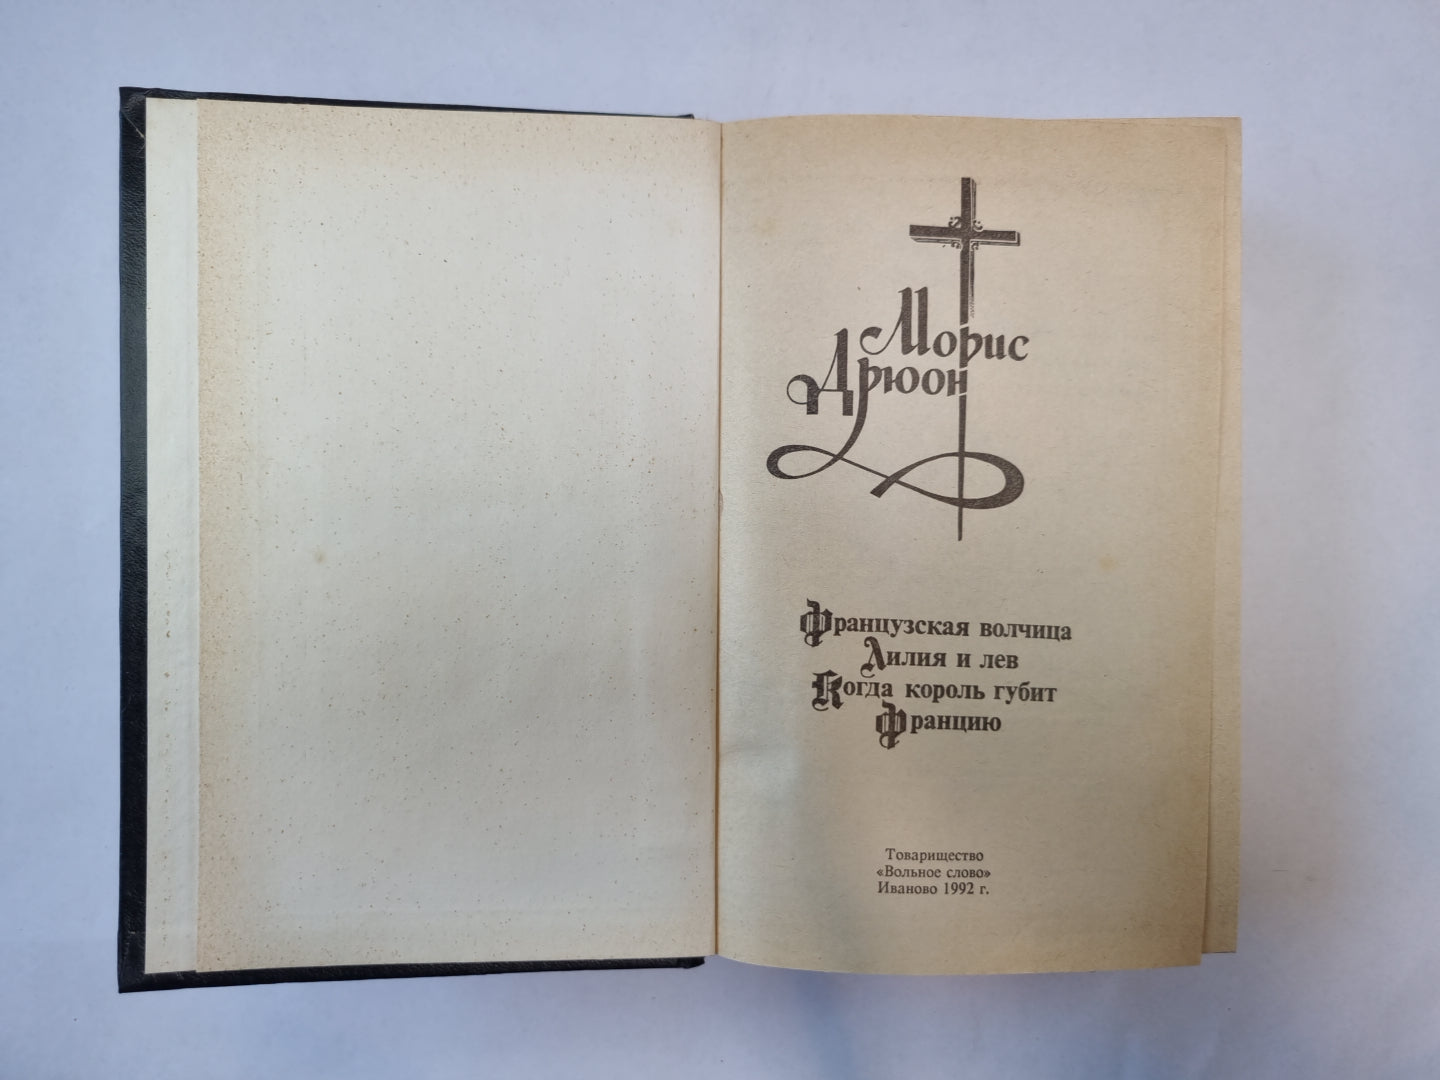 Морис
Дрюон
Французская волчица
Лилия и лев
Когда король губит
Францию
Товарищество
«Вольное слово»
Иваново 1992 г.